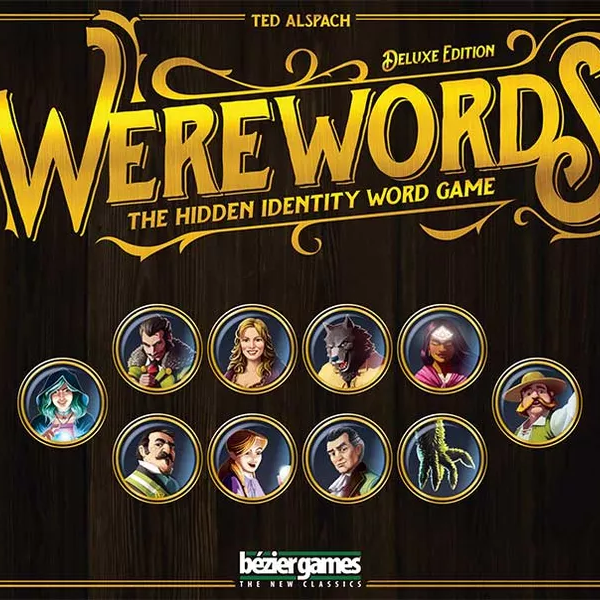 TED ALSPACH
DELUXE EDITION
WEREWORDS
THE HIDDEN IDENTITY WORD GAME
béziergames
THE NEW CLASSICS